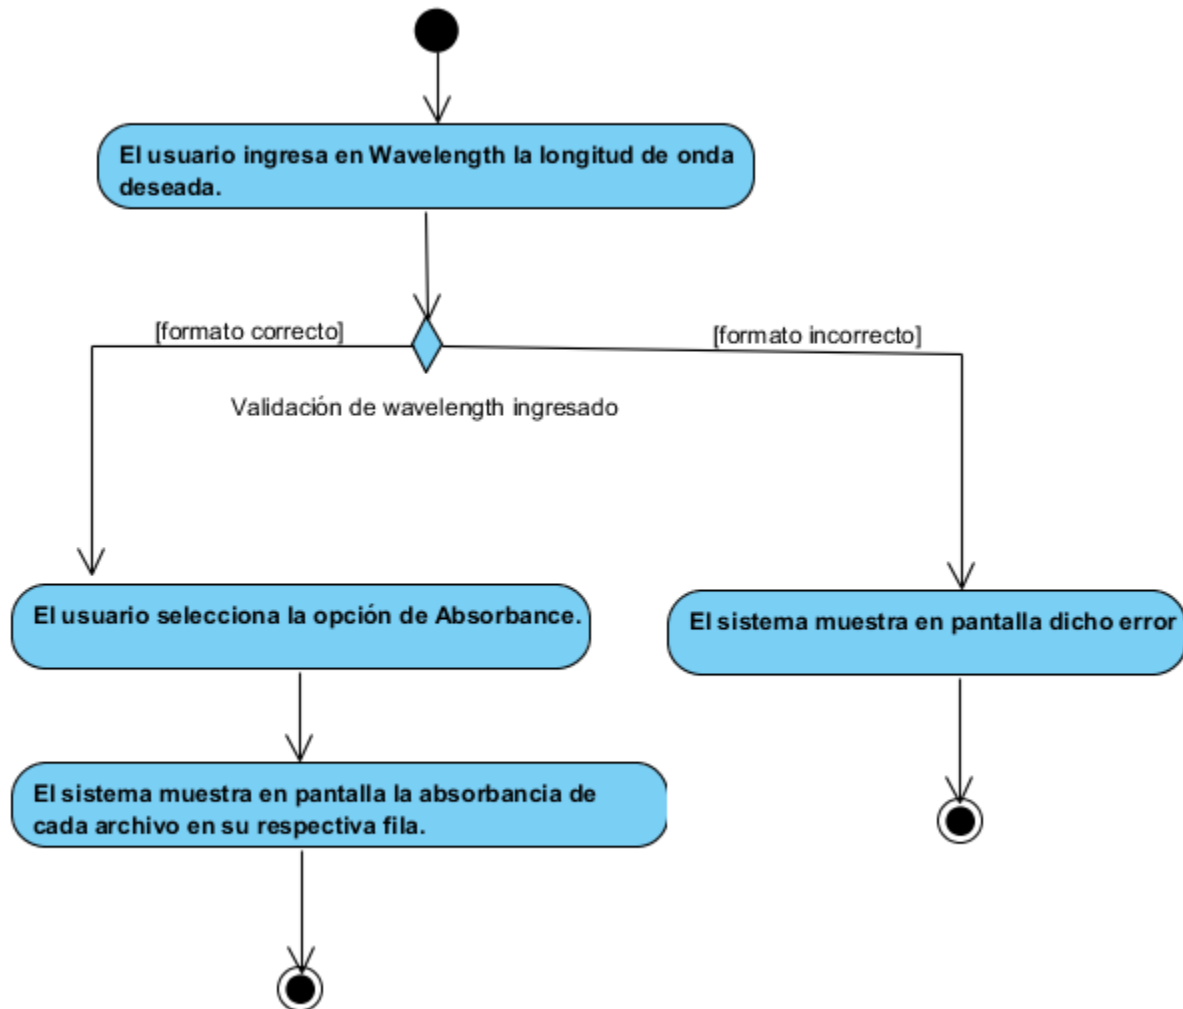 El usuario ingresa en Wavelength la longitud de onda
deseada.
[formato correcto]
[formato incorrecto]
Validación de wavelength ingresado
El usuario selecciona la opción de Absorbance.
El sistema muestra en pantalla dicho error
El sistema muestra en pantalla la absorbancia de
cada archivo en su respectiva fila.